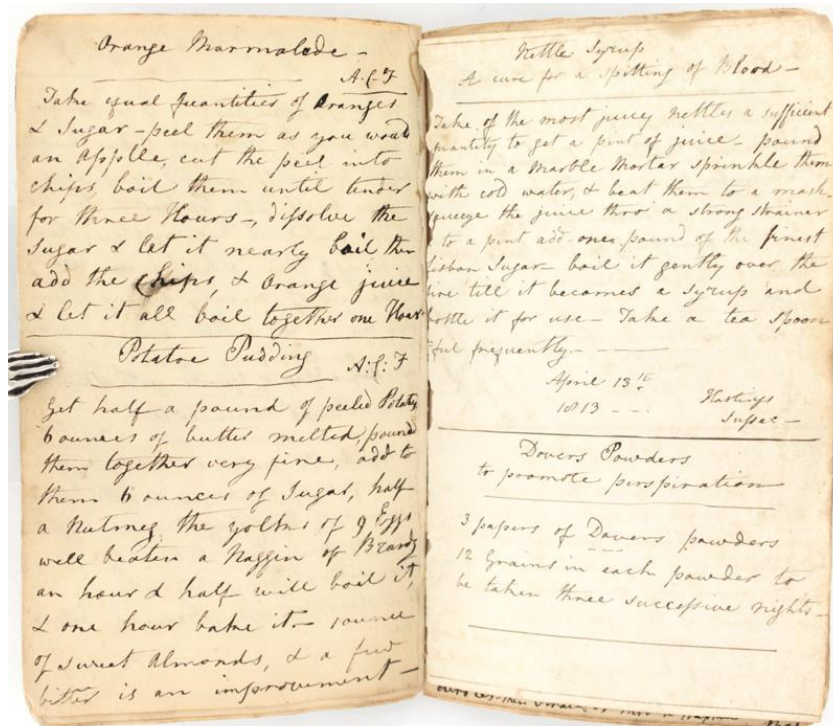 Orange Marmalade -
A.C.F
Take equal Quantities of Oranges
& Sugar - peel them as you would
an Appple, cut the peel into
chips, boil them until tender
for three Hours -, dissolve the
Sugar & let it nearly boil then
add the Chips, & Orange juice
& let it all boil together one Hour
Potatoe Pudding
A.C.F
Get half a pound of peeled Potatoes
6 ounces of butter melted, pound
them together very fine, add to
them 6 ounces of Sugar, half
a Nutmeg the yolks of 9 Eggs
well beaten a Naggin of Brandy
an hour & half will boil it,
& one hour bake it - 1 ounce
of sweet Almonds, & a few
bitter is an improvement -
Nettle Syrup
A cure for a spitting of Blood -
Take of the most juicy Nettles a sufficient
quantity to get a pint of juice - pound
them in a Marble Mortar sprinkle them
with cold water, & beat them to a mash
squeeze the juice thro a strong strainer
& to a pint add one pound of the finest
Lisbon Sugar - boil it gently over the
fire till it becomes a Syrup and
bottle it for use - Take a tea spoon
ful frequently -
April 13th
1813 - -
Hastings
Sussex -
Dovers Powders
to promote perspiration
3 papers of Dovers powders
12 Grains in each powder to
be taken three successive nights -